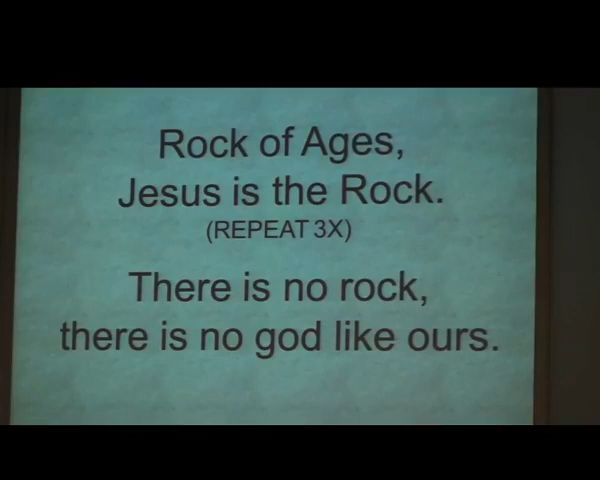 Rock of Ages,
Jesus is the Rock.
(REPEAT 3X)
There is no rock,
there is no god like ours.